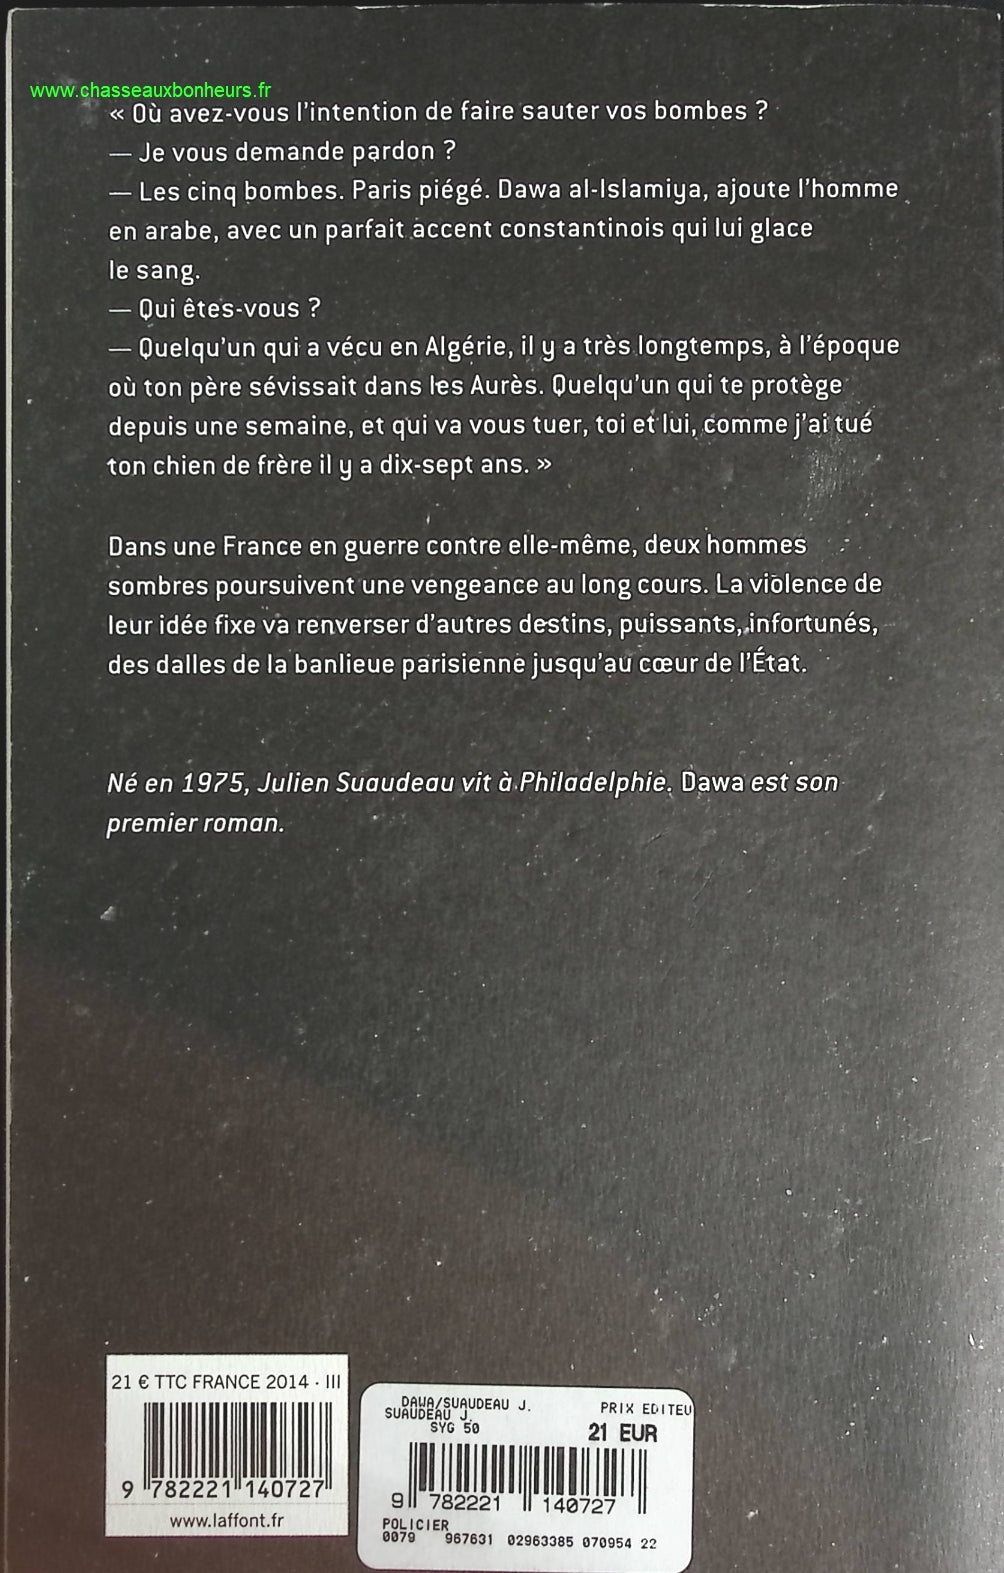 www.chasseauxbonheurs.fr
« Où avez-vous l'intention de faire sauter vos bombes ?
— Je vous demande pardon ?
— Les cinq bombes. Paris piégé. Dawa al-Islamiya, ajoute l'homme
en arabe, avec un parfait accent constantinois qui lui glace
le sang.
— Qui êtes-vous ?
— Quelqu'un qui a vécu en Algérie, il y a très longtemps, à l'époque
où ton père sévissait dans les Aurès. Quelqu'un qui te protège
depuis une semaine, et qui va vous tuer, toi et lui, comme j'ai tué
ton chien de frère il y a dix-sept ans. »
Dans une France en guerre contre elle-même, deux hommes
sombres poursuivent une vengeance au long cours. La violence de
leur idée fixe va renverser d'autres destins, puissants, infortunés,
des dalles de la banlieue parisienne jusqu'au cœur de l'État.
Né en 1975, Julien Suaudeau vit à Philadelphie. Dawa est son
premier roman.
21 € TTC FRANCE 2014 · III
9 782221 140727
www.laffont.fr
DAWA/SUAUDEAU J.
SUAUDEAU J.
SYG 50
PRIX EDITEU
21 EUR
9 782221 140727
POLICIER
0079 967631 02963385 070954 22